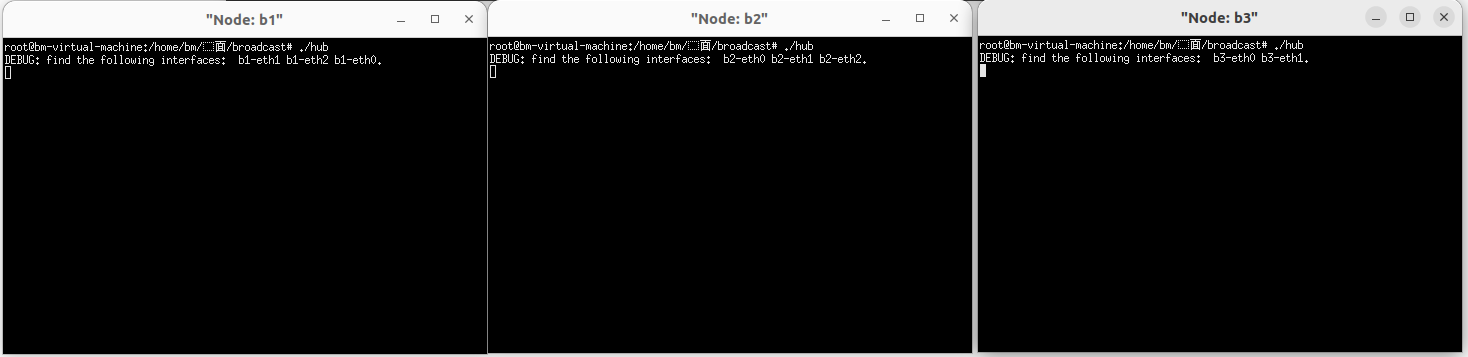 "Node: b1"
root@bm-virtual-machine:/home/bm/面/broadcast# ./hub
DEBUG: find the following interfaces:  b1-eth1 b1-eth2 b1-eth0.
"Node: b2"
root@bm-virtual-machine:/home/bm/面/broadcast# ./hub
DEBUG: find the following interfaces:  b2-eth0 b2-eth1 b2-eth2.
"Node: b3"
root@bm-virtual-machine:/home/bm/面/broadcast# ./hub
DEBUG: find the following interfaces:  b3-eth0 b3-eth1.